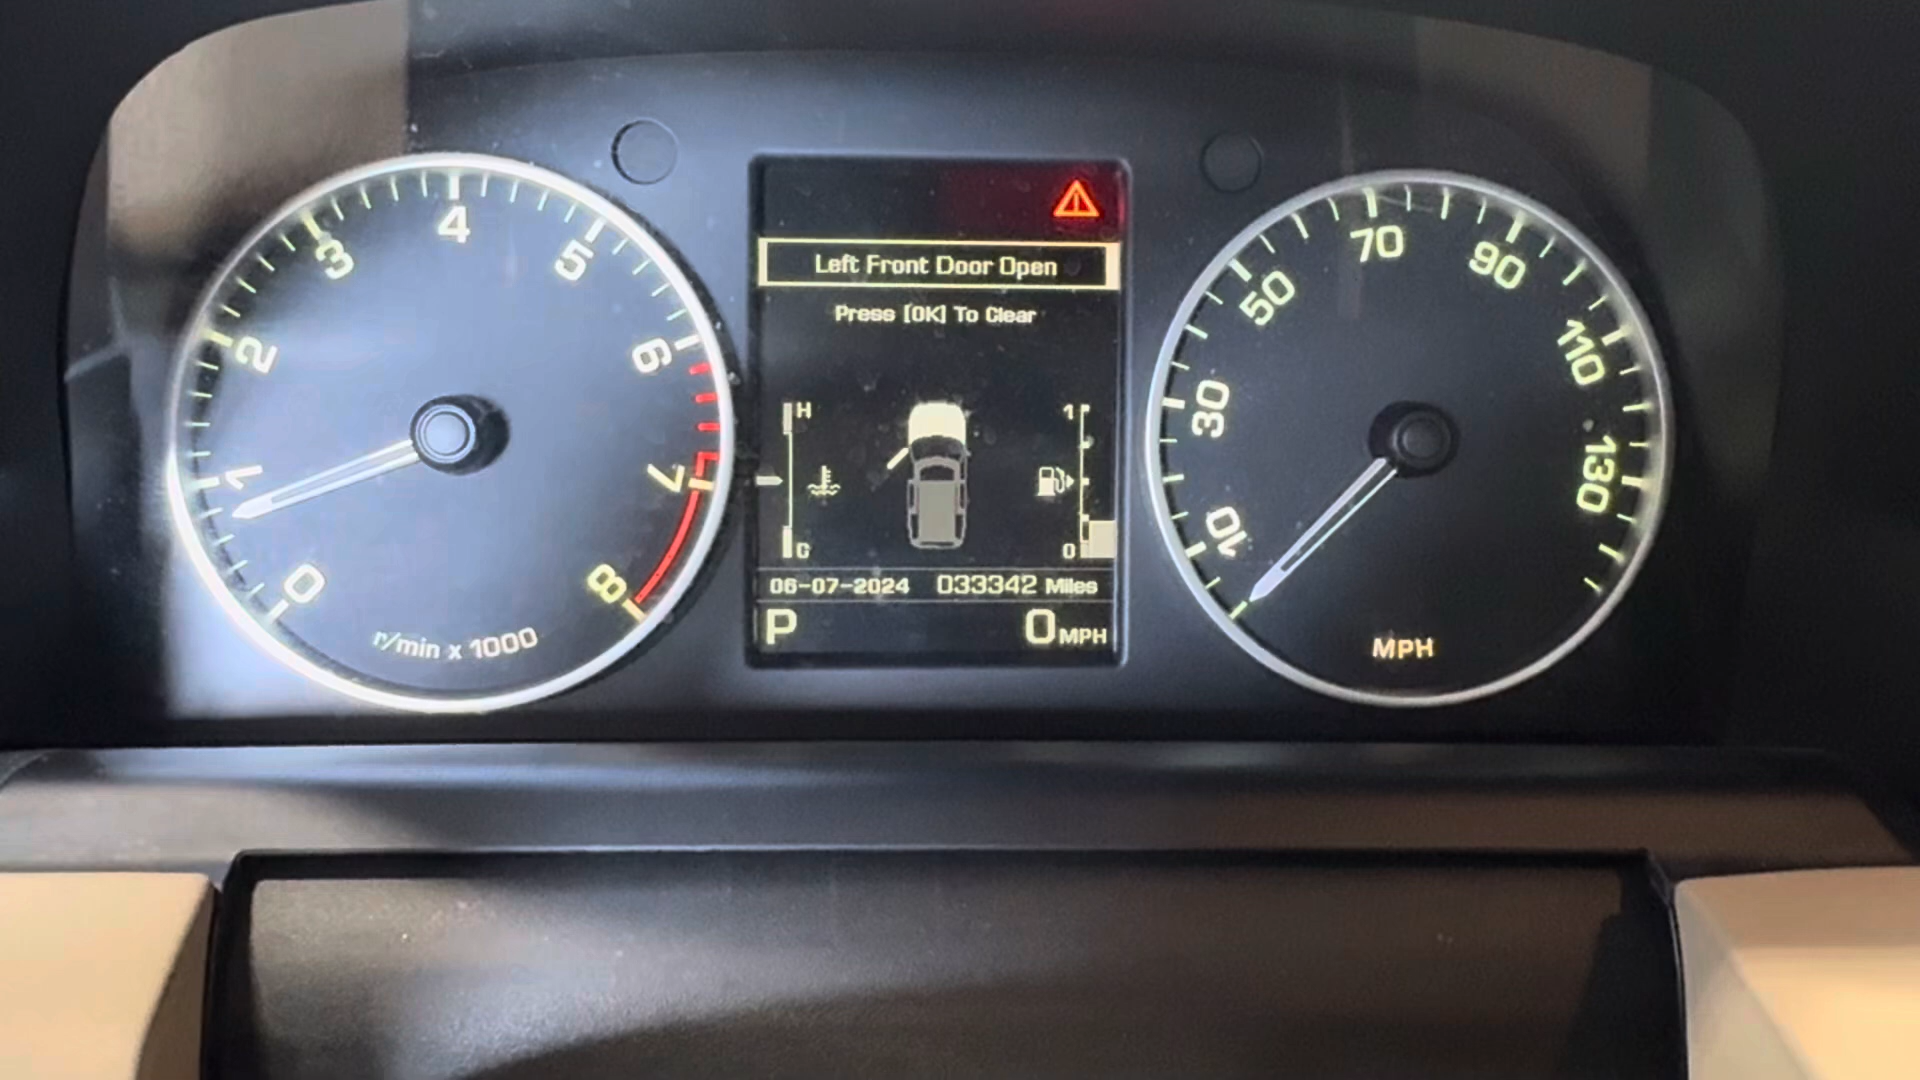 0
1
2
3
4
5
6
7
8
r/min x 1000
Left Front Door Open
Press [OK] To Clear
H
C
1
0
06-07-2024 033342 Miles
P 0 MPH
10
30
50
70
90
110
130
MPH